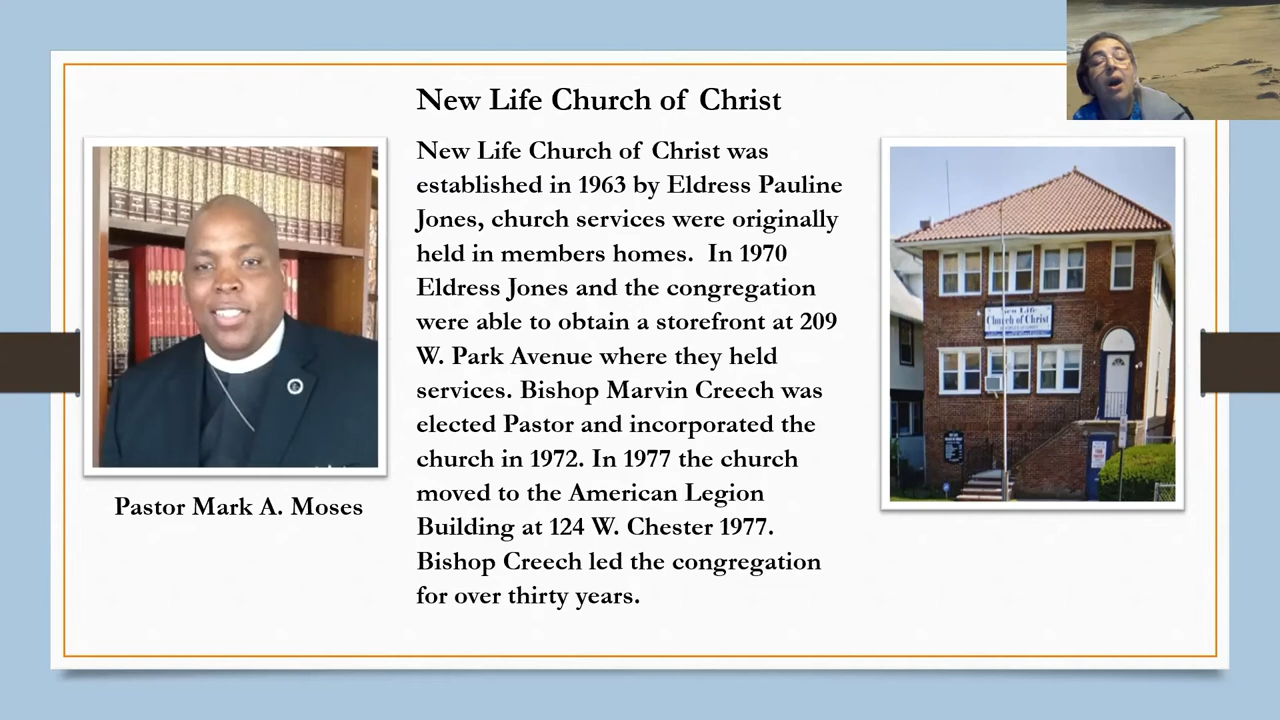 New Life Church of Christ
New Life Church of Christ was
established in 1963 by Eldress Pauline
Jones, church services were originally
held in members homes.  In 1970
Eldress Jones and the congregation
were able to obtain a storefront at 209
W. Park Avenue where they held
services. Bishop Marvin Creech was
elected Pastor and incorporated the
church in 1972. In 1977 the church
moved to the American Legion
Building at 124 W. Chester 1977.
Bishop Creech led the congregation
for over thirty years.
Pastor Mark A. Moses
New Life
Church of Christ